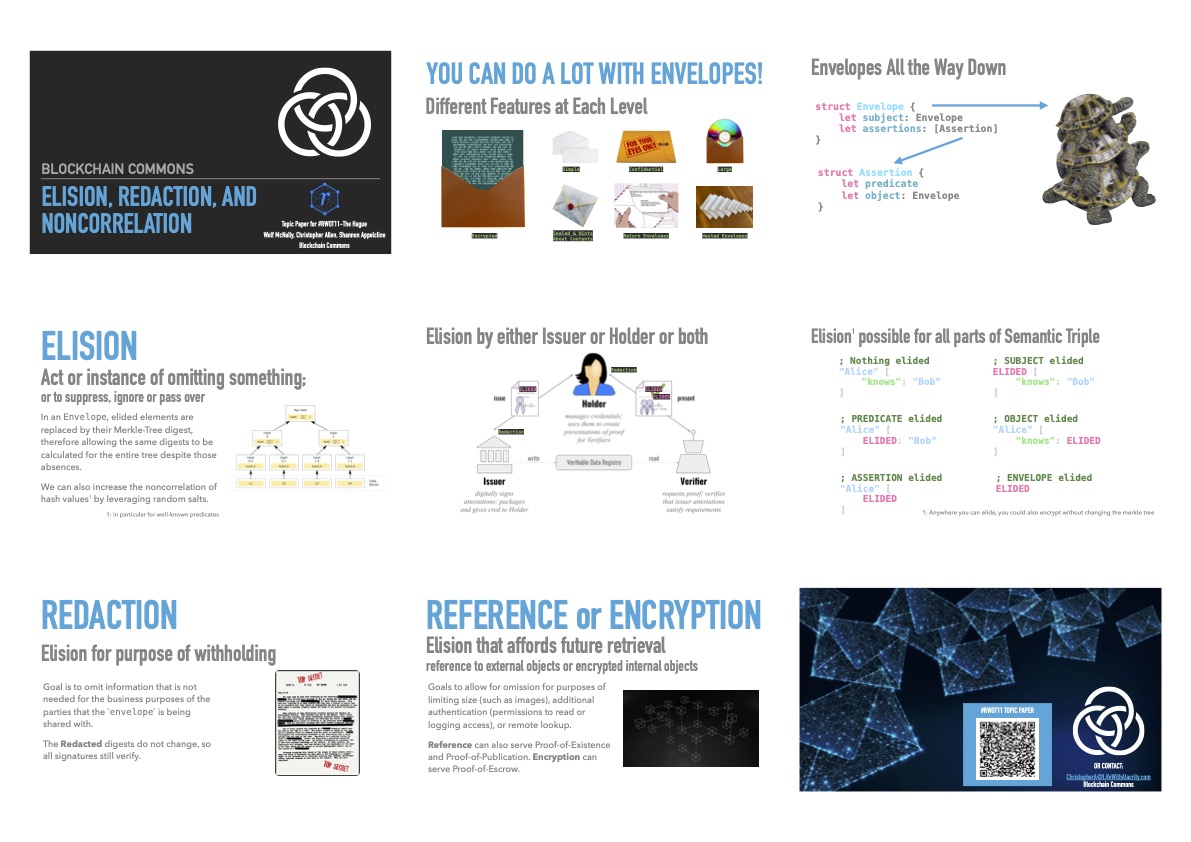 BLOCKCHAIN COMMONS
ELISION, REDACTION, AND
NONCORRELATION
Topic Paper for #RWOT11-The Hague
Wolf McNally, Christopher Allen, Shannon Appelcline
Blockchain Commons
YOU CAN DO A LOT WITH ENVELOPES!
Different Features at Each Level
Encrypted
Simple
FOR YOUR
EYES ONLY
Confidential
Large
Sealed & Hints
About Contents
Return Envelopes
Nested Envelopes
Envelopes All the Way Down
struct Envelope {
let subject: Envelope
let assertions: [Assertion]
}
struct Assertion {
let predicate
let object: Envelope
}
ELISION
Act or instance of omitting something;
or to suppress, ignore or pass over
In an Envelope, elided elements are
replaced by their Merkle-Tree digest,
therefore allowing the same digests to be
calculated for the entire tree despite those
absences.
We can also increase the noncorrelation of
hash values¹ by leveraging random salts.
1: in particular for well-known predicates
Elision by either Issuer or Holder or both
Redaction
ELIDED
ELIDED
ELIDED
issue
Holder
present
manages credentials;
uses them to create
presentations of proof
for Verifiers
Redaction
write
Verifiable Data Registry
read
Issuer
digitally signs
attestations; packages
and gives cred to Holder
Verifier
requests proof; verifies
that issuer attestations
satisfy requirements
Elision¹ possible for all parts of Semantic Triple
; Nothing elided
"Alice" [
"knows": "Bob"
]
; SUBJECT elided
ELIDED [
"knows": "Bob"
]
; PREDICATE elided
"Alice" [
ELIDED: "Bob"
]
; OBJECT elided
"Alice" [
"knows": ELIDED
]
; ASSERTION elided
"Alice" [
ELIDED
]
; ENVELOPE elided
ELIDED
1: Anywhere you can elide, you could also encrypt without changing the merkle tree
REDACTION
Elision for purpose of withholding
Goal is to omit information that is not
needed for the business purposes of the
parties that the `envelope` is being
shared with.
The Redacted digests do not change, so
all signatures still verify.
TOP SECRET
TOP SECRET
REFERENCE or ENCRYPTION
Elision that affords future retrieval
reference to external objects or encrypted internal objects
Goals to allow for omission for purposes of
limiting size (such as images), additional
authentication (permissions to read or
logging access), or remote lookup.
Reference can also serve Proof-of-Existence
and Proof-of-Publication. Encryption can
serve Proof-of-Escrow.
#RWOT11 TOPIC PAPER
OR CONTACT:
ChristopherA@LifeWithAlacrity.com
Blockchain Commons